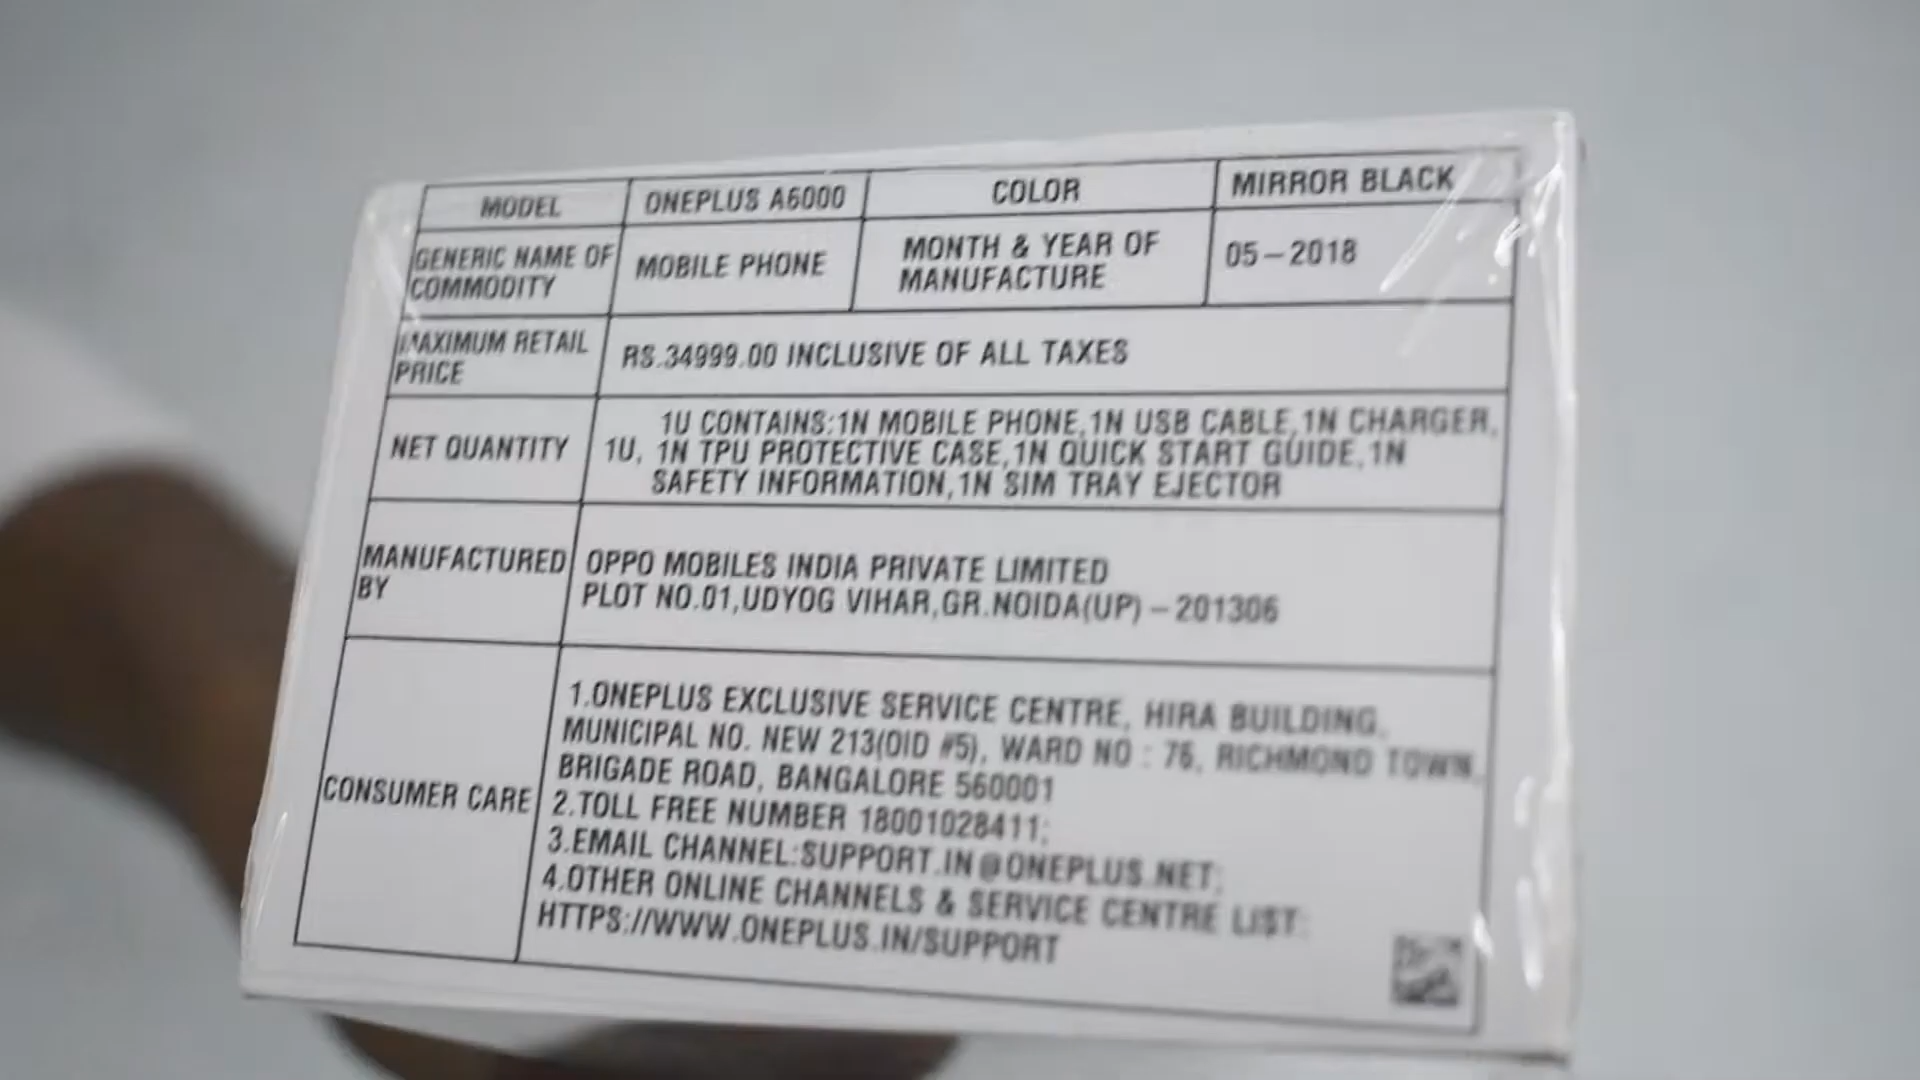 MODEL ONEPLUS A6000 COLOR MIRROR BLACK
GENERIC NAME OF
COMMODITY
MOBILE PHONE
MONTH & YEAR OF
MANUFACTURE
05-2018
MAXIMUM RETAIL
PRICE
RS.34999.00 INCLUSIVE OF ALL TAXES
NET QUANTITY
1U CONTAINS:1N MOBILE PHONE,1N USB CABLE,1N CHARGER,
1U, 1N TPU PROTECTIVE CASE,1N QUICK START GUIDE,1N
SAFETY INFORMATION,1N SIM TRAY EJECTOR
MANUFACTURED
BY
OPPO MOBILES INDIA PRIVATE LIMITED
PLOT NO.01,UDYOG VIHAR,GR.NOIDA(UP)-201306
CONSUMER CARE
1.ONEPLUS EXCLUSIVE SERVICE CENTRE, HIRA BUILDING,
MUNICIPAL NO. NEW 213(OID #5), WARD NO : 76, RICHMOND TOWN,
BRIGADE ROAD, BANGALORE 560001
2.TOLL FREE NUMBER 18001028411;
3.EMAIL CHANNEL:SUPPORT.IN@ONEPLUS.NET;
4.OTHER ONLINE CHANNELS & SERVICE CENTRE LIST:
HTTPS://WWW.ONEPLUS.IN/SUPPORT